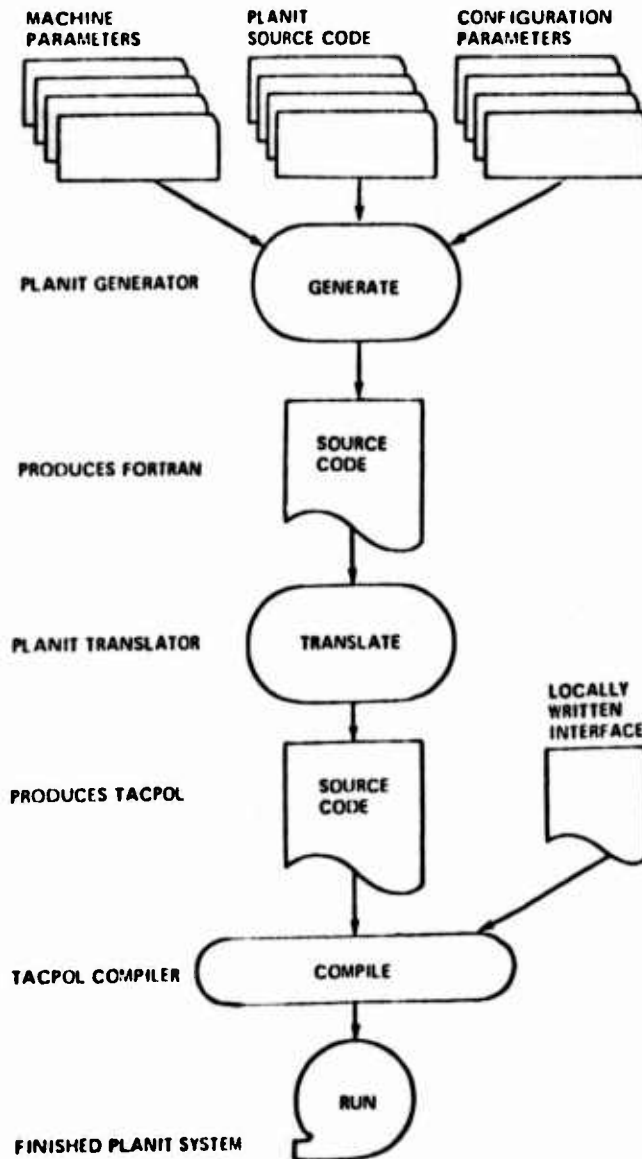 MACHINE
PARAMETERS
PLANIT
SOURCE CODE
CONFIGURATION
PARAMETERS
PLANIT GENERATOR
GENERATE
PRODUCES FORTRAN
SOURCE
CODE
PLANIT TRANSLATOR
TRANSLATE
LOCALLY
WRITTEN
INTERFACE
PRODUCES TACPOL
SOURCE
CODE
TACPOL COMPILER
COMPILE
RUN
FINISHED PLANIT SYSTEM